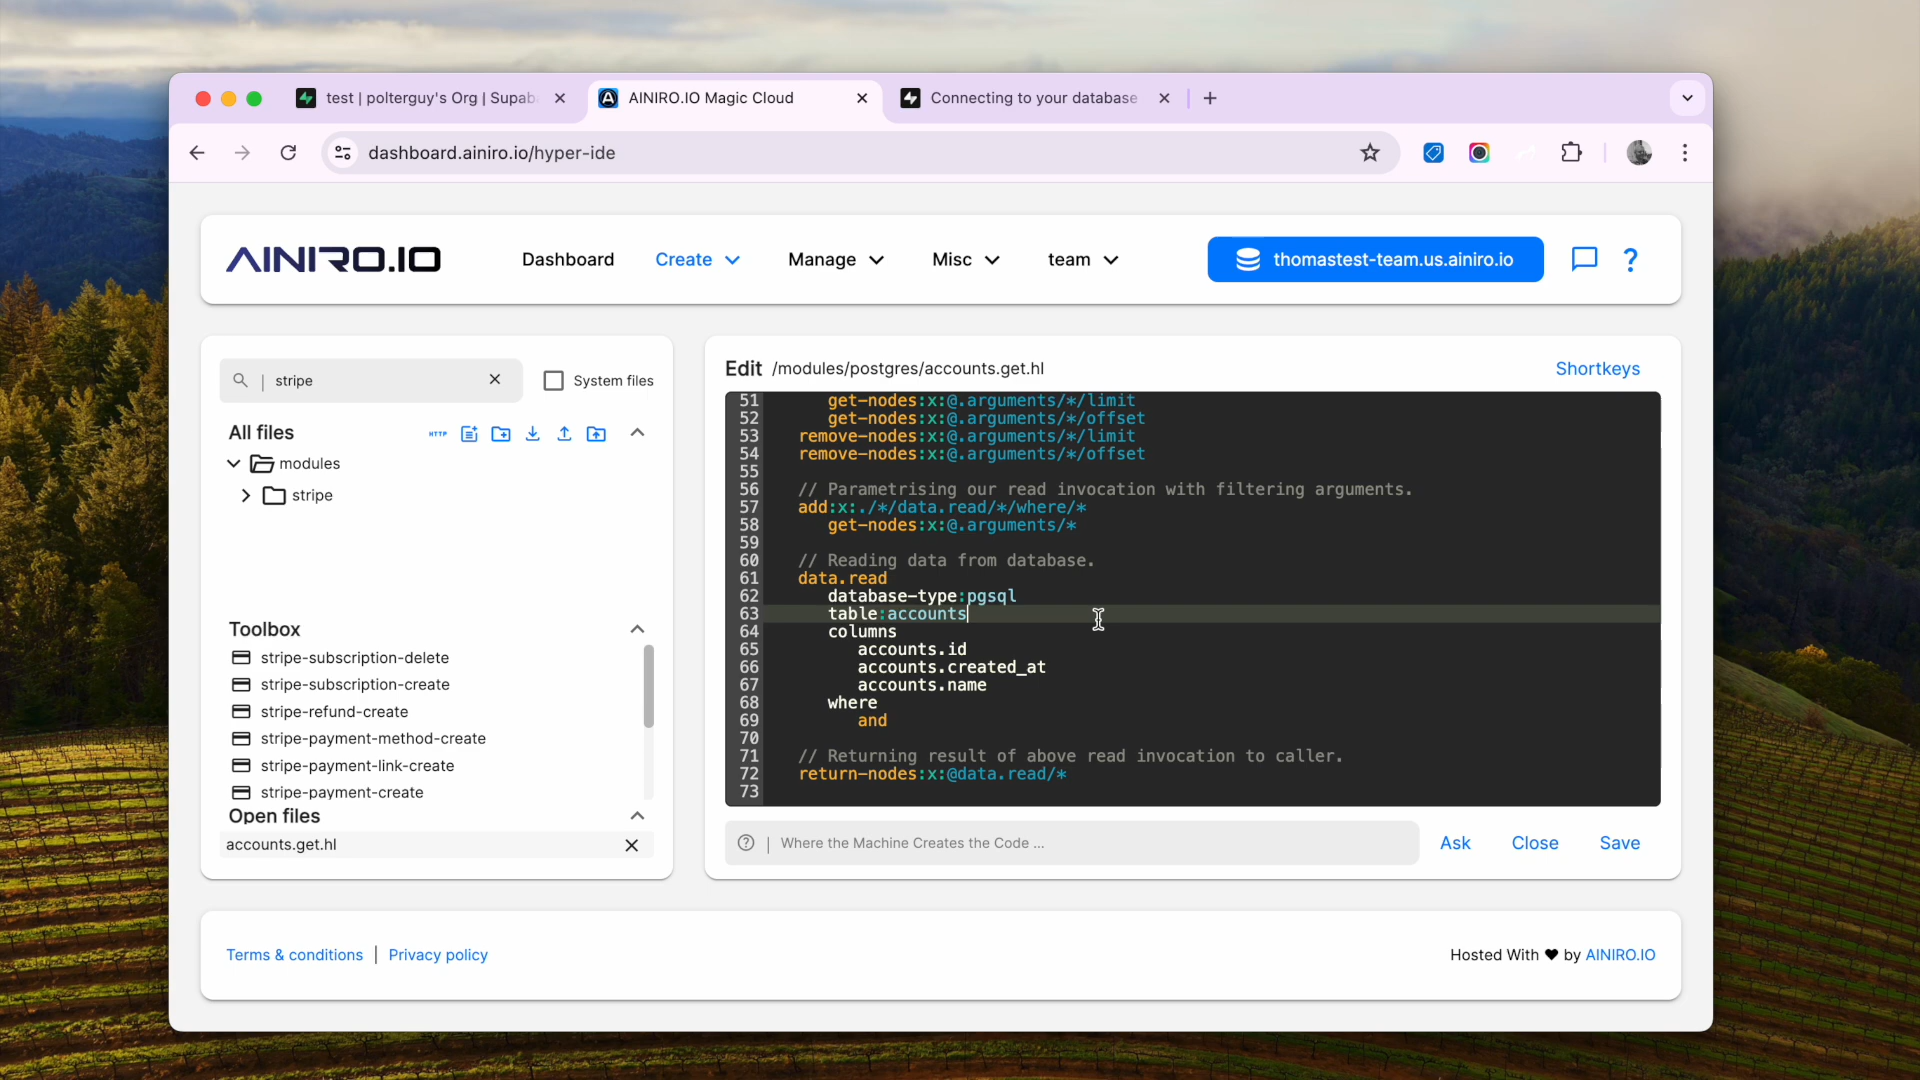 test | polterguy's Org | Supab
AINIRO.IO Magic Cloud
Connecting to your database
dashboard.ainiro.io/hyper-ide
AINIRO.IO
Dashboard
Create
Manage
Misc
team
thomastest-team.us.ainiro.io
?
stripe
System files
All files
HTTP
modules
stripe
Toolbox
stripe-subscription-delete
stripe-subscription-create
stripe-refund-create
stripe-payment-method-create
stripe-payment-link-create
stripe-payment-create
Open files
accounts.get.hl
Edit /modules/postgres/accounts.get.hl
Shortkeys
51 get-nodes:x:@.arguments/*/limit
52 get-nodes:x:@.arguments/*/offset
53 remove-nodes:x:@.arguments/*/limit
54 remove-nodes:x:@.arguments/*/offset
55
56 // Parametrising our read invocation with filtering arguments.
57 add:x:./*/data.read/*/where/*
58 get-nodes:x:@.arguments/*
59
60 // Reading data from database.
61 data.read
62 database-type:pgsql
63 table:accounts
64 columns
65 accounts.id
66 accounts.created_at
67 accounts.name
68 where
69 and
70
71 // Returning result of above read invocation to caller.
72 return-nodes:x:@data.read/*
73
Where the Machine Creates the Code ...
Ask
Close
Save
Terms & conditions | Privacy policy
Hosted With ♥ by AINIRO.IO